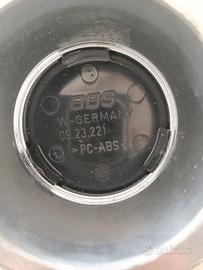 BBS
W-GERMANY
09.23.221
>PC-ABS<